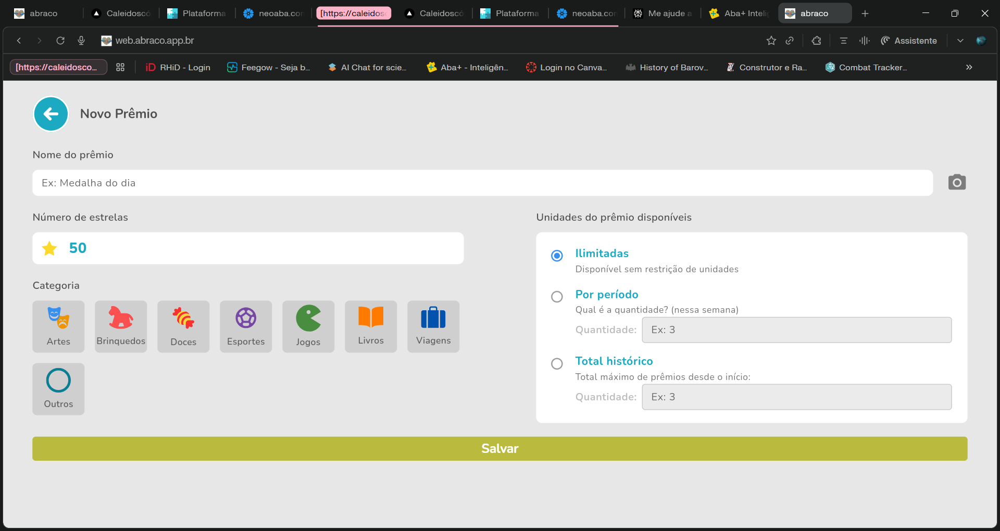 abraco
Caleidoscó
Plataforma
neoaba.con
[https://caleidosc
Caleidoscó
Plataforma
neoaba.con
Me ajude a
Aba+ Intelig
abraco
web.abraco.app.br
Assistente
[https://caleidosco...
RHiD - Login
Feegow - Seja b...
AI Chat for scie...
Aba+ - Inteligên...
Login no Canva...
History of Barov...
Construtor e Ra...
Combat Tracker...
Novo Prêmio
Nome do prêmio
Ex: Medalha do dia
Número de estrelas
50
Categoria
Artes
Brinquedos
Doces
Esportes
Jogos
Livros
Viagens
Outros
Unidades do prêmio disponíveis
Ilimitadas
Disponível sem restrição de unidades
Por período
Qual é a quantidade? (nessa semana)
Quantidade: Ex: 3
Total histórico
Total máximo de prêmios desde o início:
Quantidade: Ex: 3
Salvar